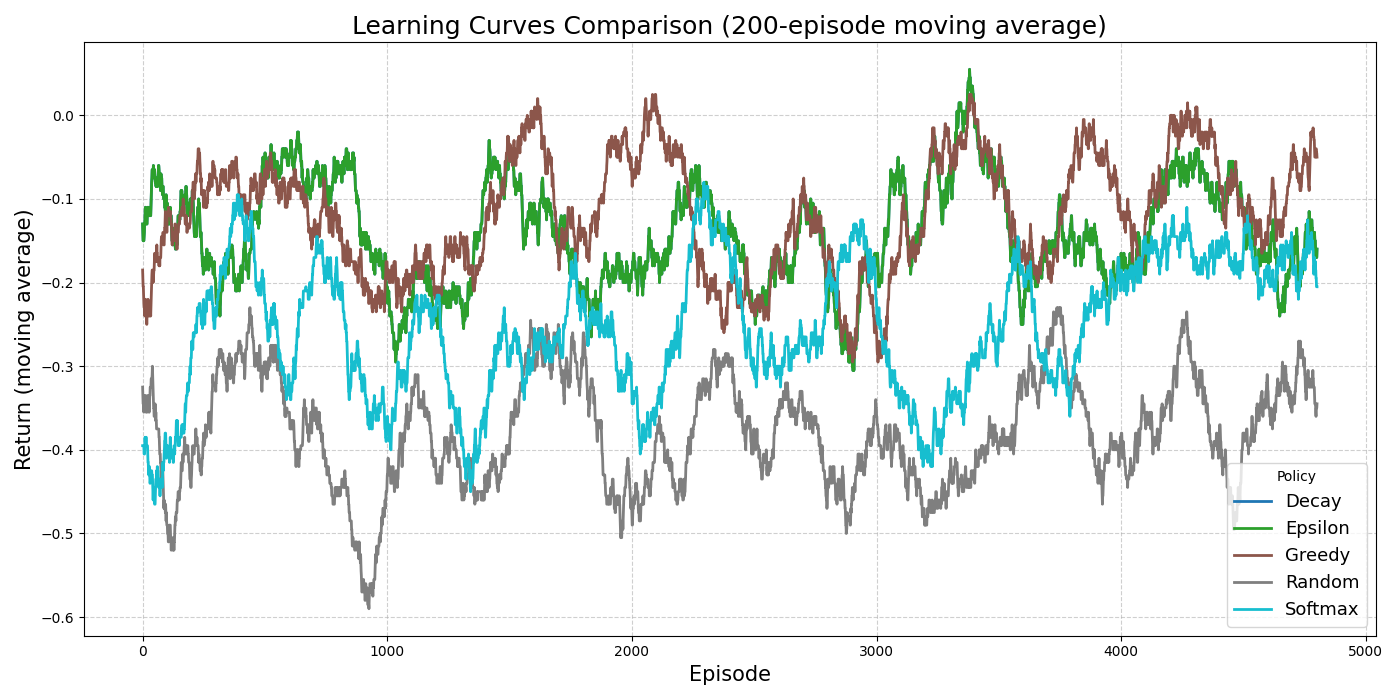 Learning Curves Comparison (200-episode moving average)
Return (moving average)
0.0
−0.1
−0.2
−0.3
−0.4
−0.5
−0.6
0
1000
2000
3000
4000
5000
Episode
Policy
Decay
Epsilon
Greedy
Random
Softmax